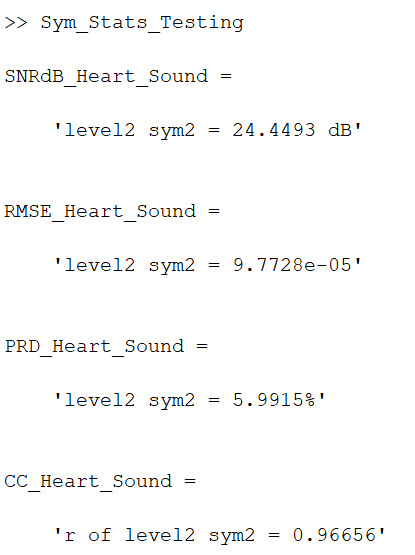 >> Sym_Stats_Testing
SNRdB_Heart_Sound =
'level2 sym2 = 24.4493 dB'
RMSE_Heart_Sound =
'level2 sym2 = 9.7728e-05'
PRD_Heart_Sound =
'level2 sym2 = 5.9915%'
CC_Heart_Sound =
'r of level2 sym2 = 0.96656'